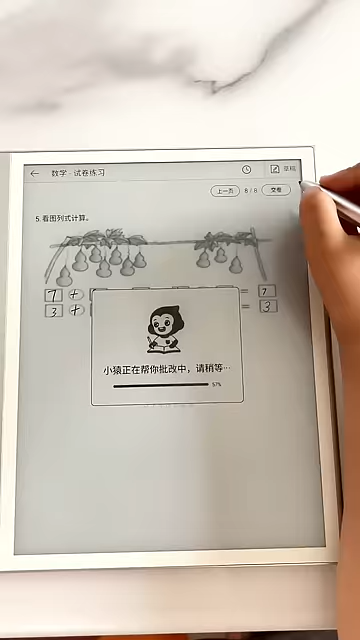 ← 数学 · 试卷练习 草稿
上一页 8 / 8 交卷
5. 看图列式计算。
7 + = 7
3 + = 3
小猿正在帮你批改中，请稍等···
57%